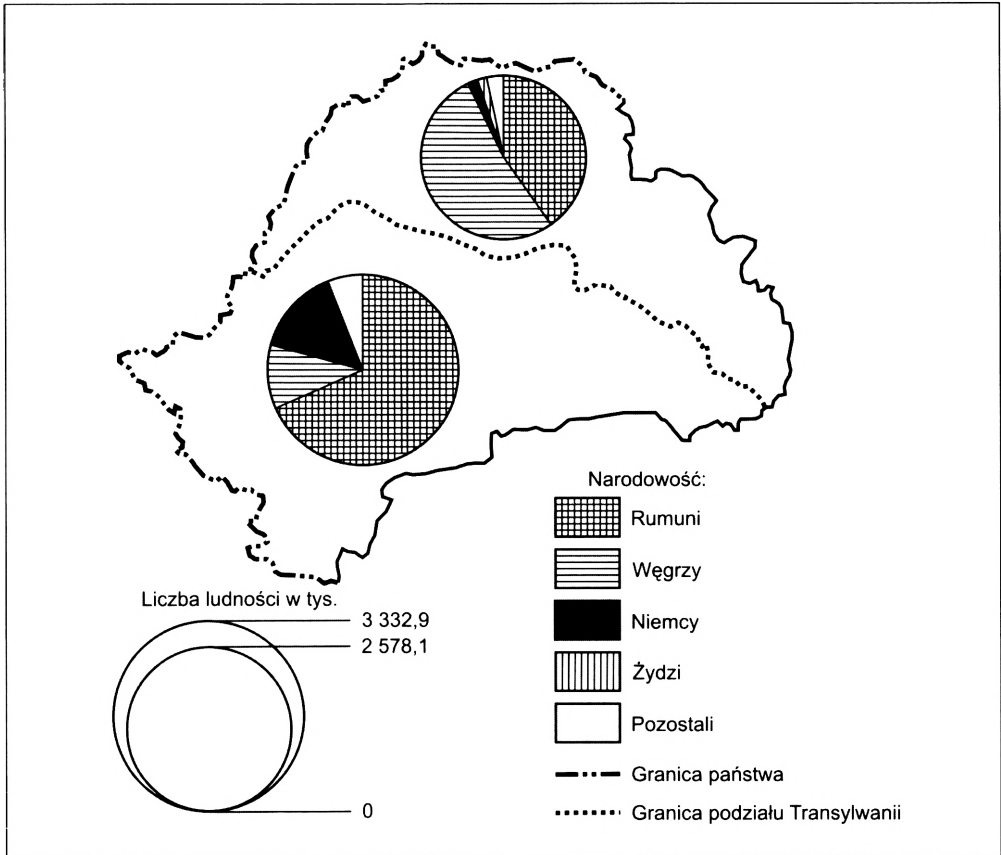 Narodowość:
Rumuni
Węgrzy
Niemcy
Żydzi
Pozostali
Granica państwa
Granica podziału Transylwanii
Liczba ludności w tys.
3 332,9
2 578,1
0